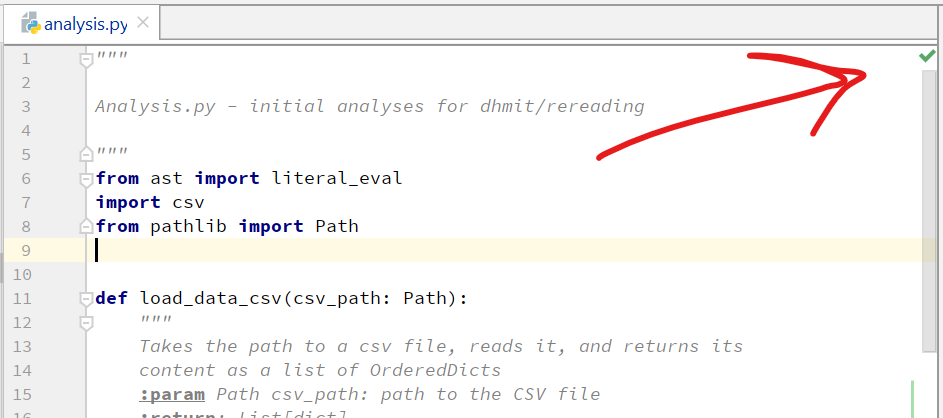 analysis.py
1 """
2
3 Analysis.py - initial analyses for dhmit/rereading
4
5 """
6 from ast import literal_eval
7 import csv
8 from pathlib import Path
9
10
11 def load_data_csv(csv_path: Path):
12 """
13 Takes the path to a csv file, reads it, and returns its
14 content as a list of OrderedDicts
15 :param Path csv_path: path to the CSV file
16 :return: List[dict]